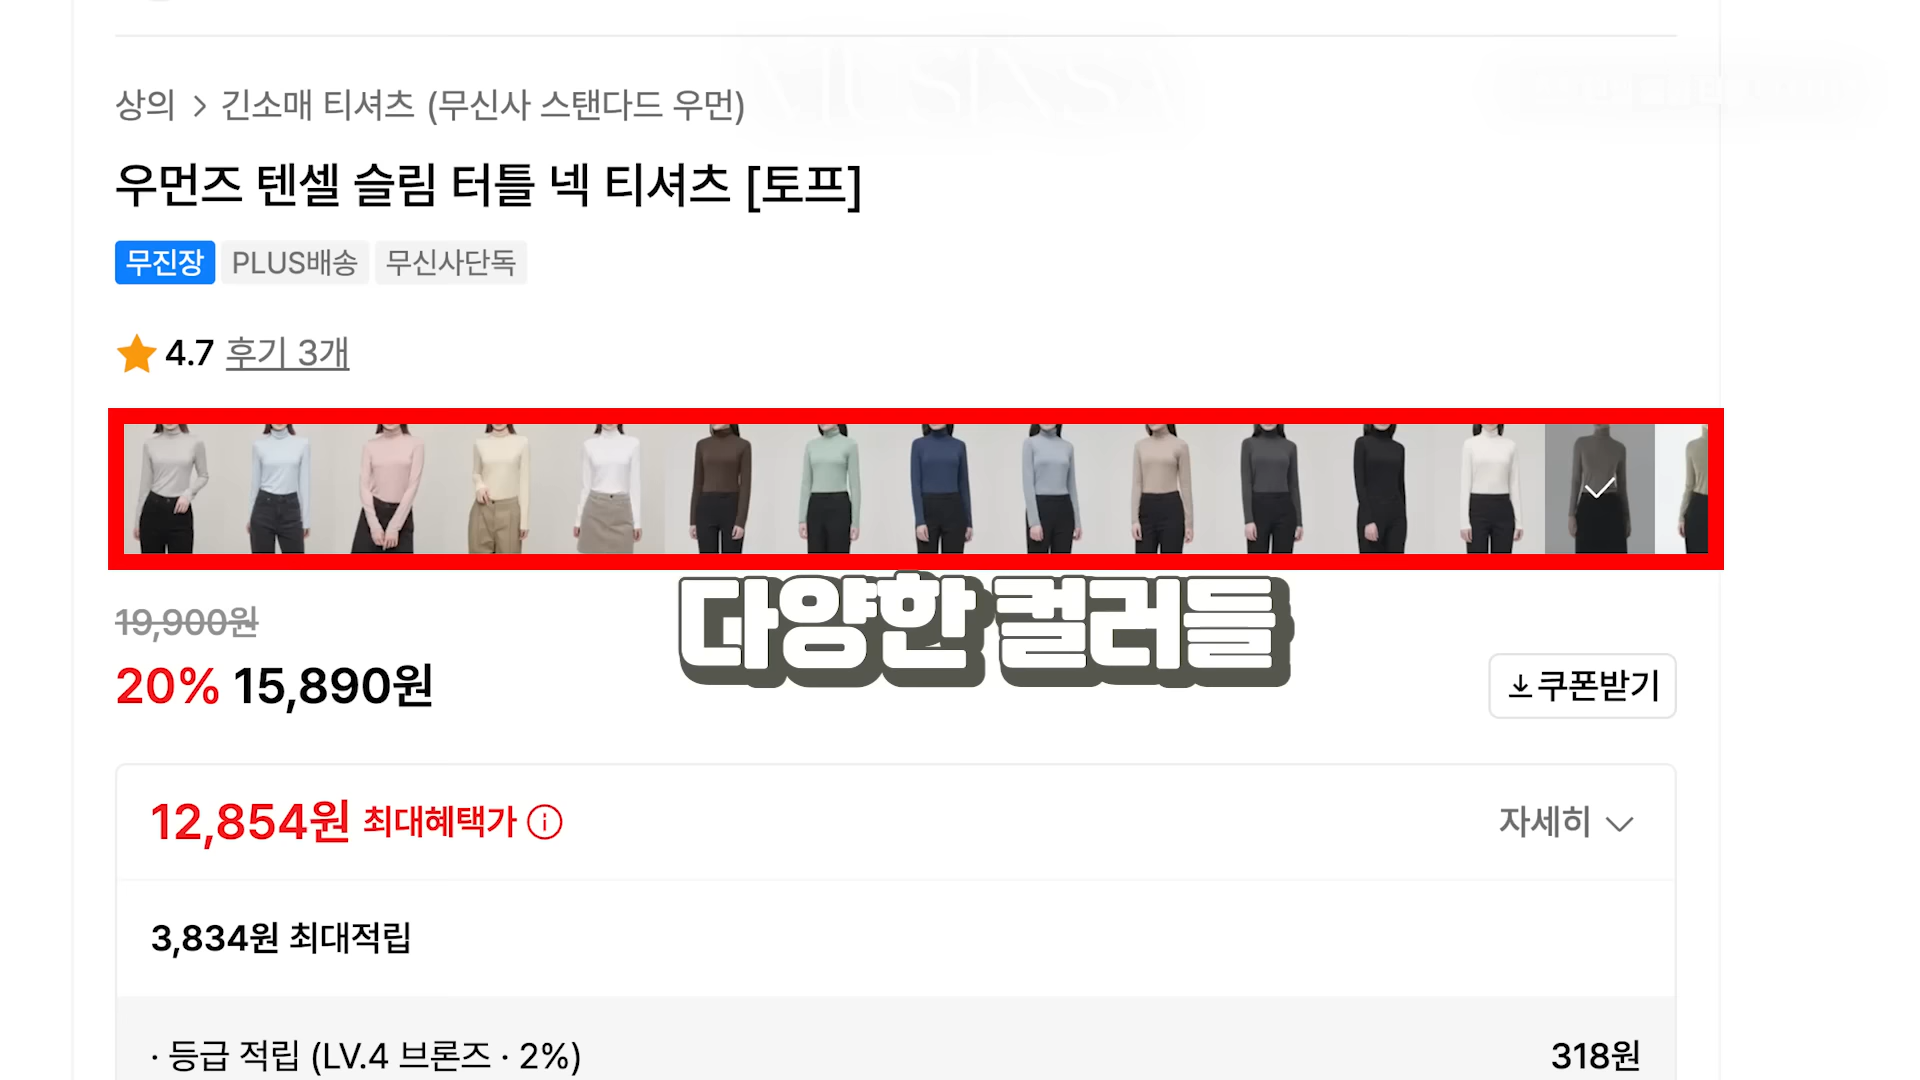 상의 > 긴소매 티셔츠 (무신사 스탠다드 우먼)
우먼즈 텐셀 슬림 터틀 넥 티셔츠 [토프]
무진장 PLUS배송 무신사단독
4.7 후기 3개
다양한 컬러들
19,900원
20% 15,890원
쿠폰받기
12,854원 최대혜택가
자세히
3,834원 최대적립
· 등급 적립 (LV.4 브론즈 · 2%)
318원